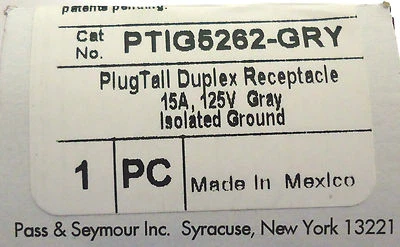 patents pending.
Cat No. PTIG5262-GRY
PlugTail Duplex Receptacle
15A, 125V Gray
Isolated Ground
1 PC Made In Mexico
Pass & Seymour Inc. Syracuse, New York 13221